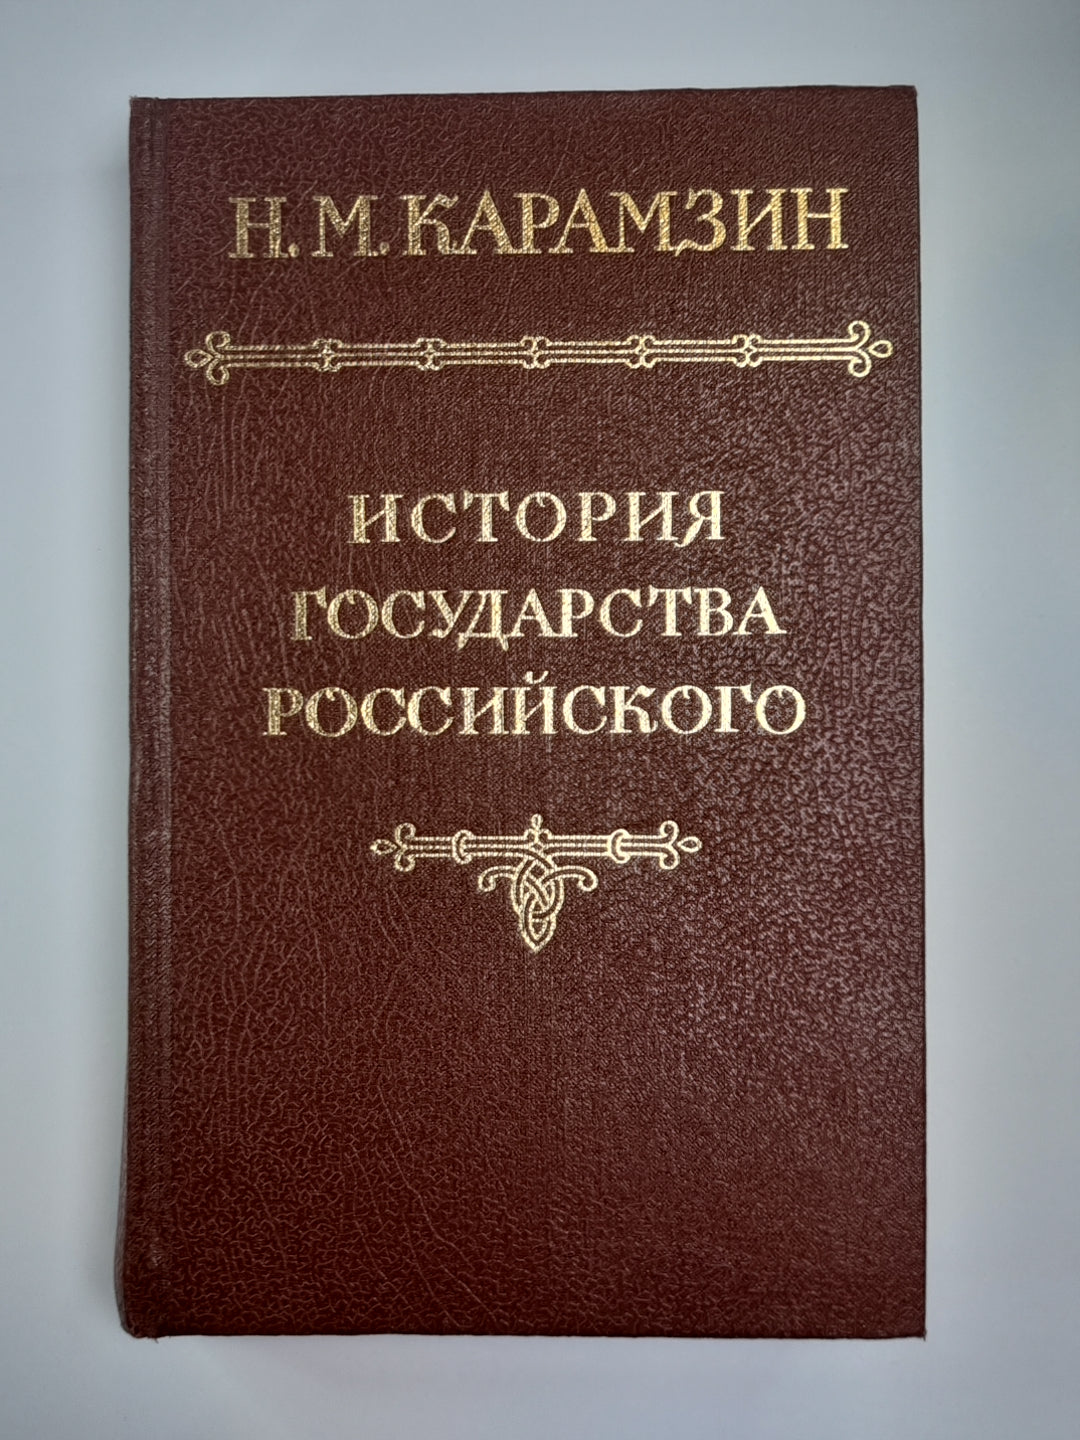 Н. М. КАРАМЗИН
ИСТОРИЯ
ГОСУДАРСТВА
РОССИЙСКОГО